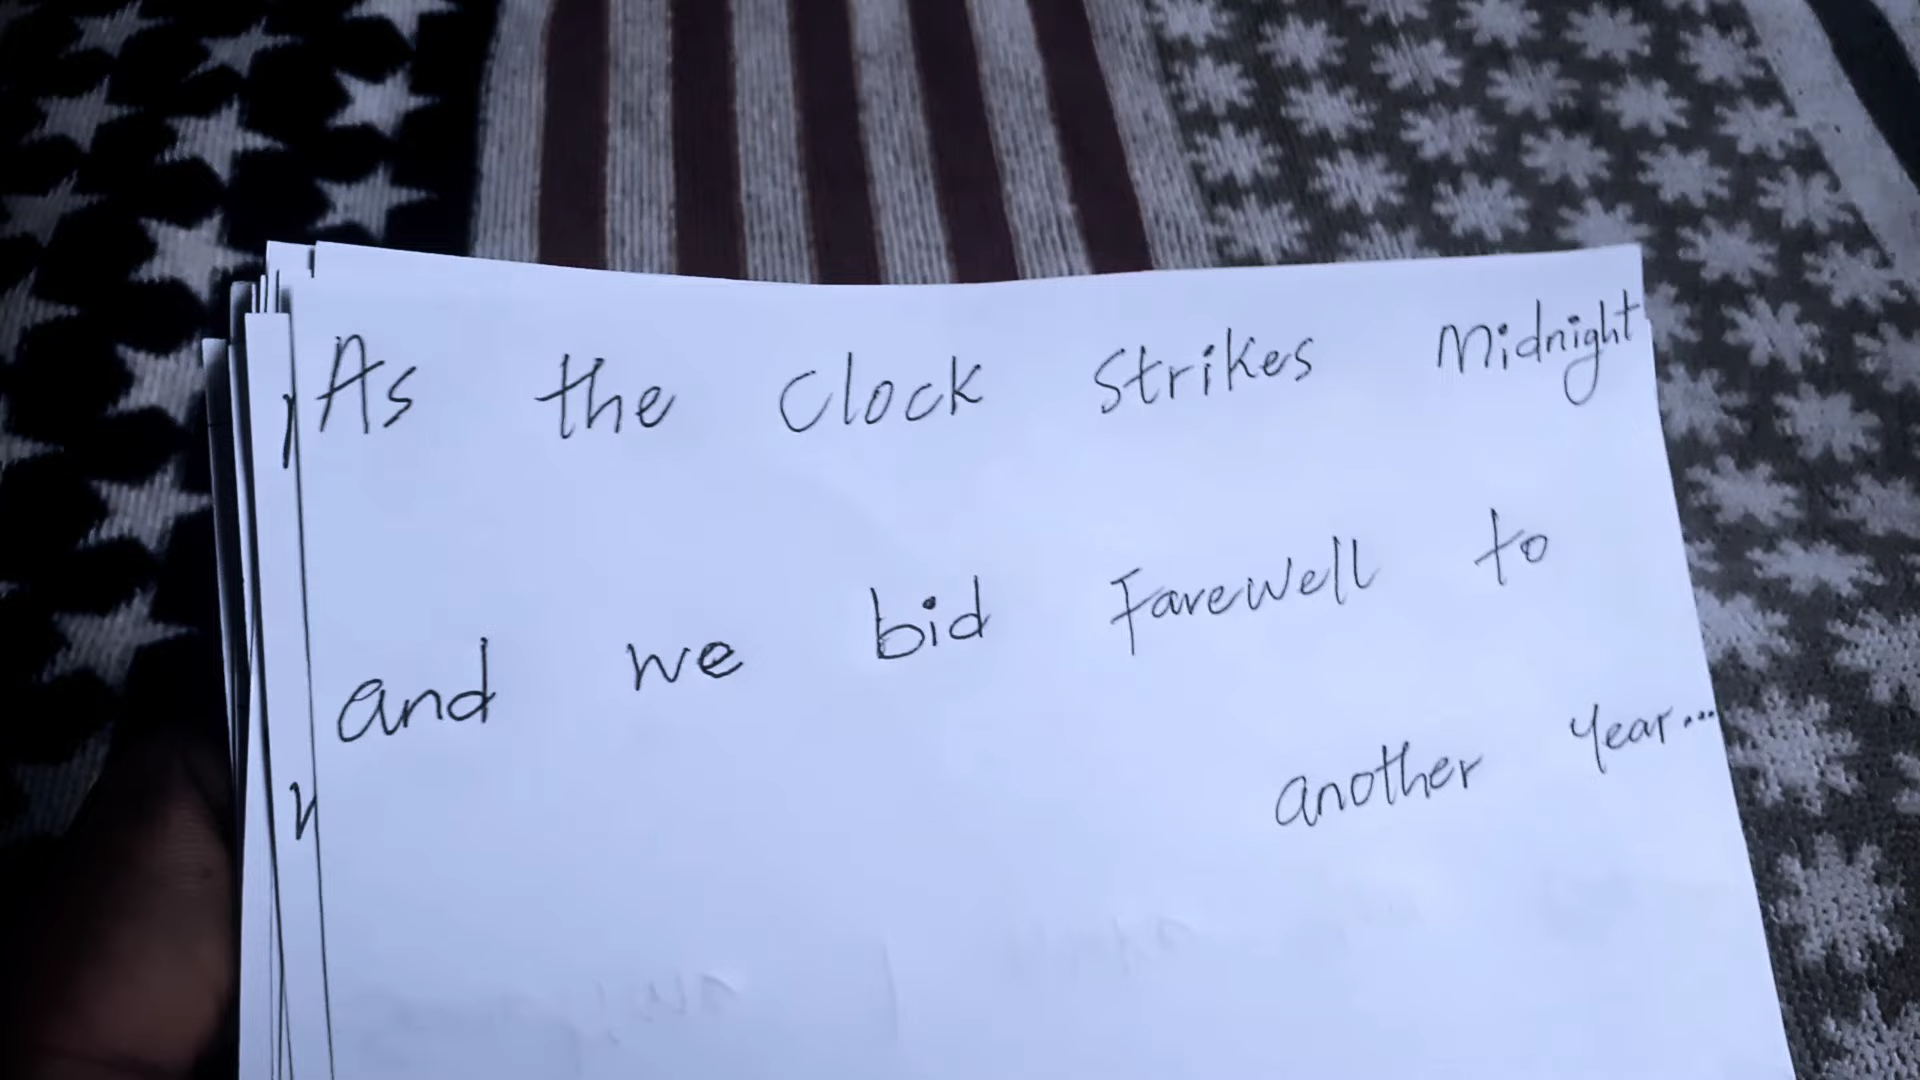 As the Clock Strikes Midnight
and we bid Farewell to
another Year...